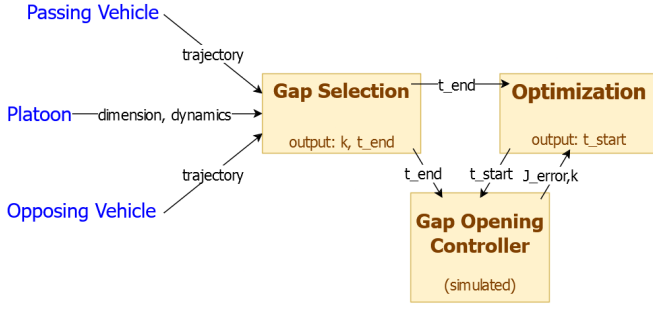 Passing Vehicle
trajectory
Platoon
dimension, dynamics
Opposing Vehicle
trajectory
Gap Selection
output: k, t_end
t_end
Optimization
output: t_start
t_end
t_start
J_error,k
Gap Opening
Controller
(simulated)